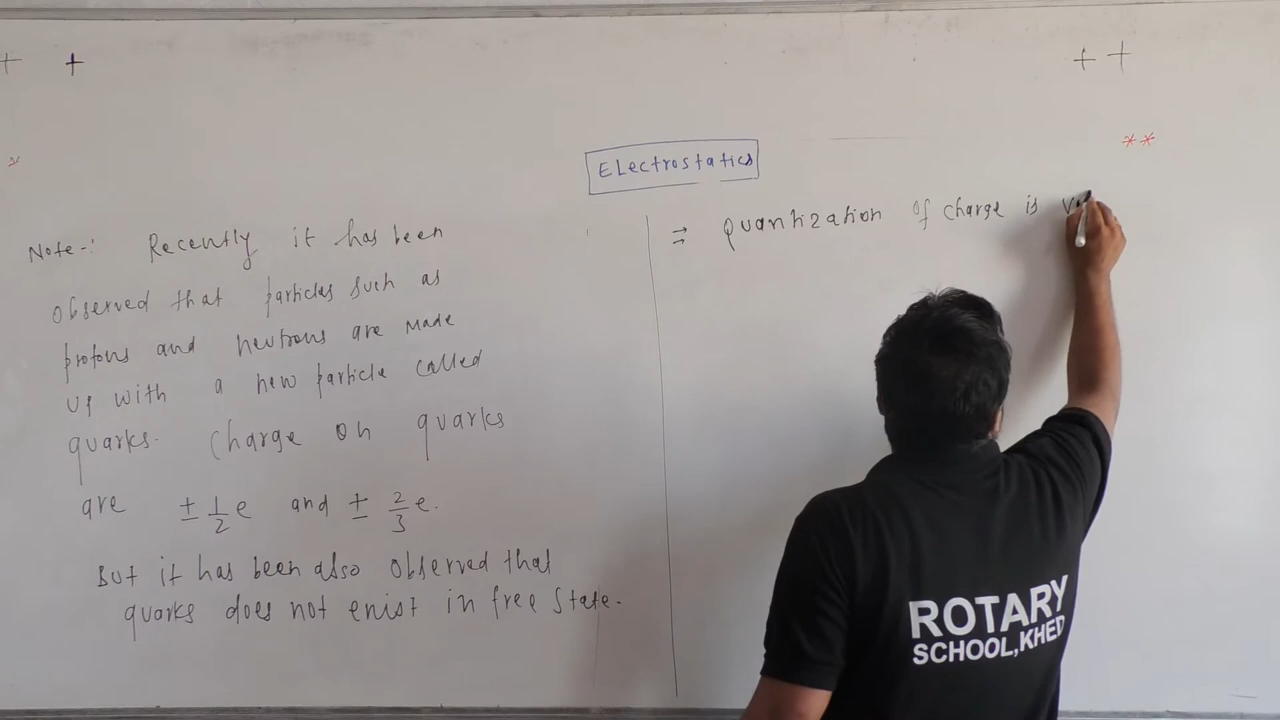 + +
+ +
**
Electrostatics
Note-: Recently it has been
observed that particles such as
protons and neutrons are made
up with a new particle called
quarks. charge on quarks
are ± 1/2 e and ± 2/3 e.
But it has been also observed that
quarks does not enist in free state.
⇒ quantization of charge is
ROTARY
SCHOOL,KHED